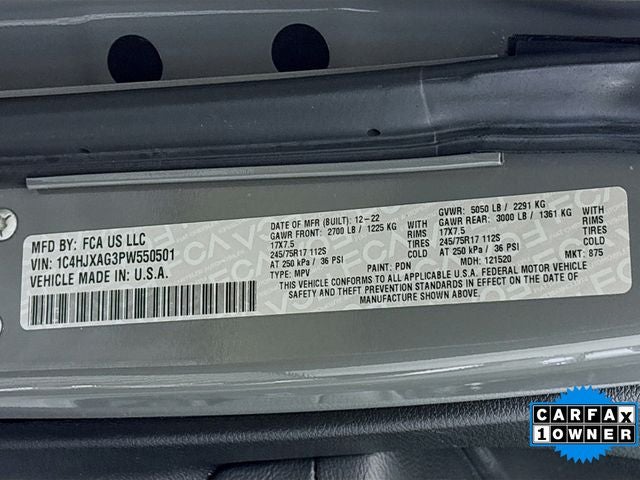 MFD BY: FCA US LLC
VIN: 1C4HJXAG3PW550501
VEHICLE MADE IN U.S.A.
DATE OF MFR (BUILT): 12-22
GAWR FRONT: 2700 LB / 1225 KG WITH
17X7.5 RIMS
245/75R17 112S TIRES
AT 250 kPa / 36 PSI COLD
TYPE: MPV
PAINT: PDN
GVWR: 5050 LB / 2291 KG
GAWR REAR: 3000 LB / 1361 KG WITH
17X7.5 RIMS
245/75R17 112S TIRES
AT 250 kPa / 36 PSI COLD
MDH: 121520 MKT: 875
THIS VEHICLE CONFORMS TO ALL APPLICABLE U.S.A. FEDERAL MOTOR VEHICLE
SAFETY AND THEFT PREVENTION STANDARDS IN EFFECT ON THE DATE OF
MANUFACTURE SHOWN ABOVE.
CARFAX
1 OWNER